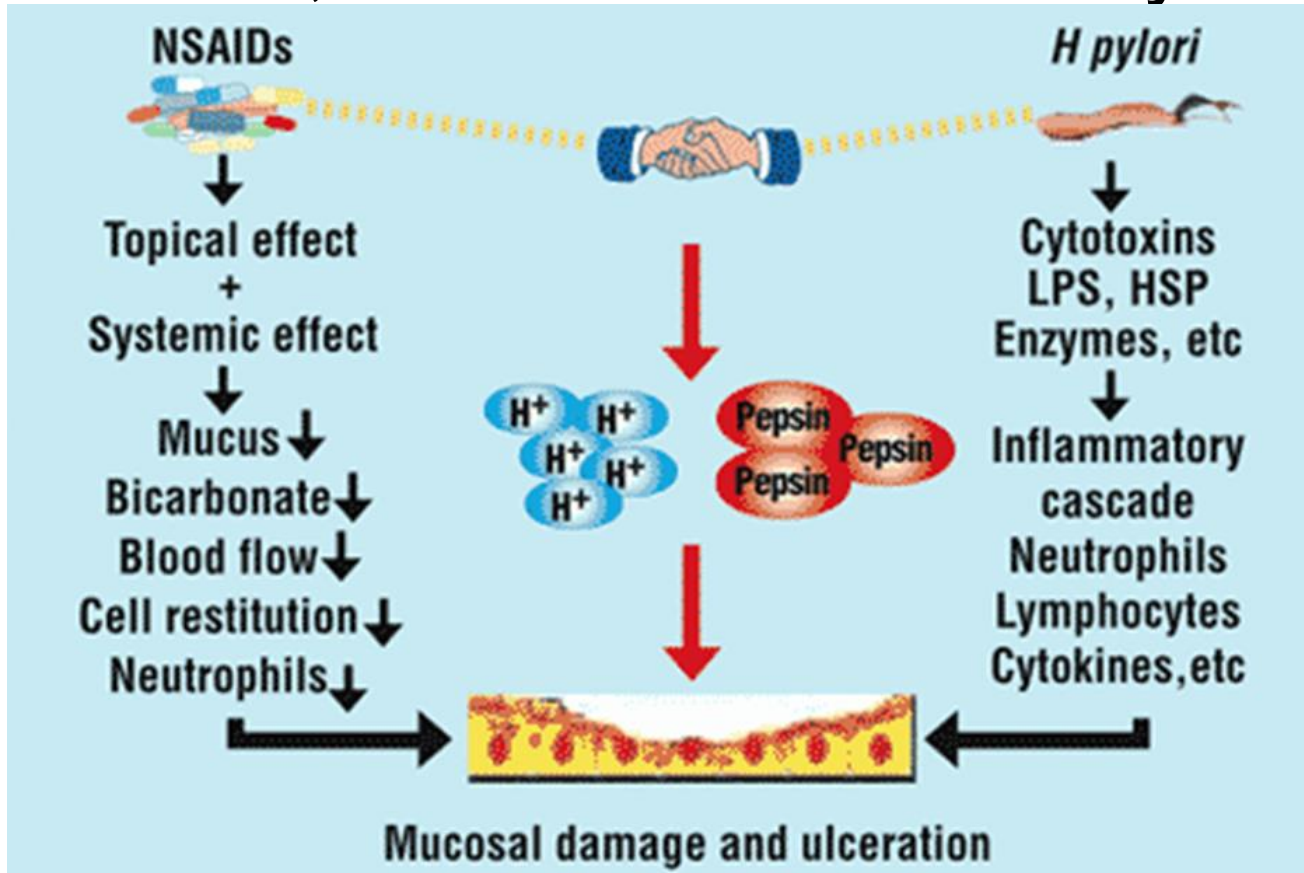 NSAIDs
Topical effect
+
Systemic effect
Mucus
Bicarbonate
Blood flow
Cell restitution
Neutrophils
H+
H+
H+
H+
H+
Pepsin
Pepsin
Pepsin
H pylori
Cytotoxins
LPS, HSP
Enzymes, etc
Inflammatory
cascade
Neutrophils
Lymphocytes
Cytokines,etc
Mucosal damage and ulceration